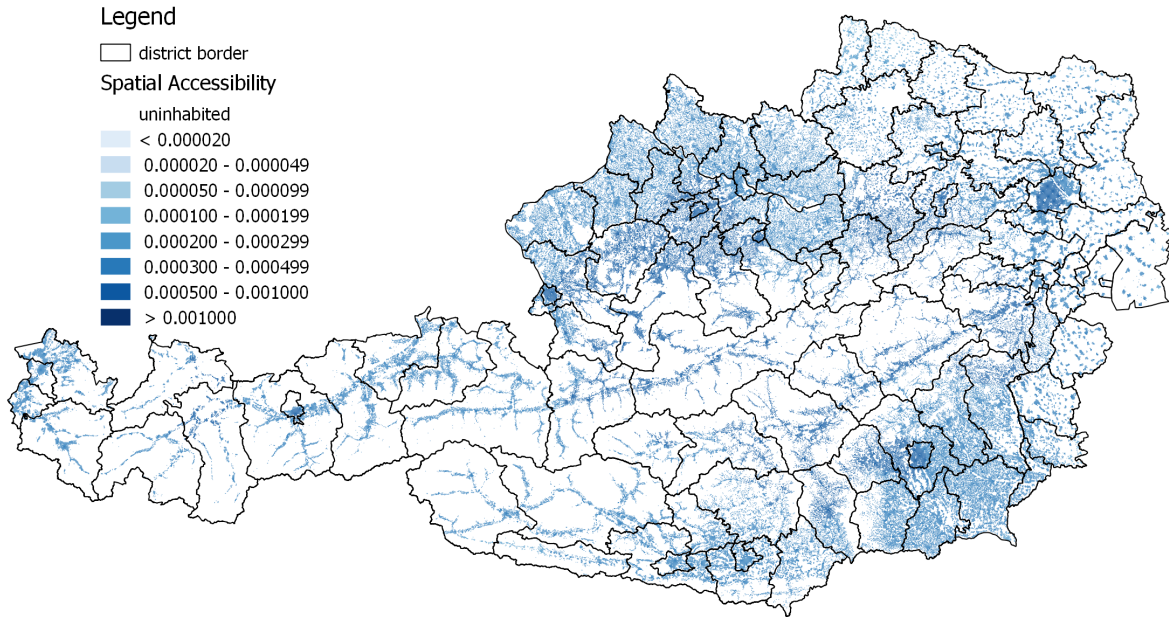 Legend
district border
Spatial Accessibility
uninhabited
< 0.000020
0.000020 - 0.000049
0.000050 - 0.000099
0.000100 - 0.000199
0.000200 - 0.000299
0.000300 - 0.000499
0.000500 - 0.001000
> 0.001000